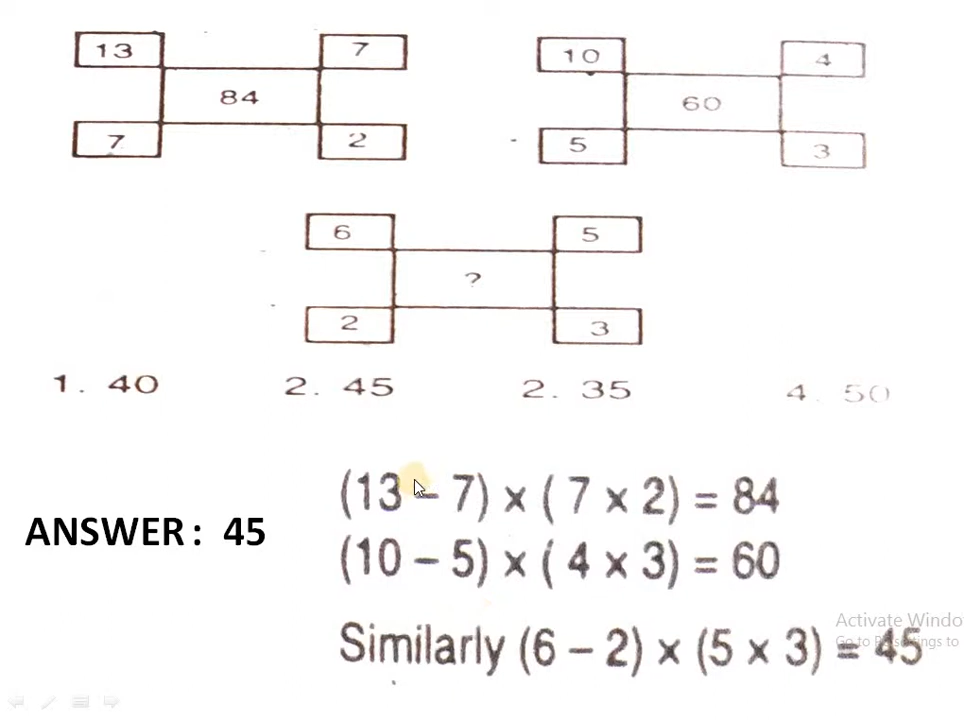 13 7 10 4
84 60
7 2 5 3
6 5
?
2 3
1. 40 2. 45 2. 35 4. 50
(13 – 7) × ( 7 × 2) = 84
ANSWER : 45
(10 – 5) × ( 4 × 3) = 60
Activate Windo
Similarly (6 – 2) × (5 × 3) = 45